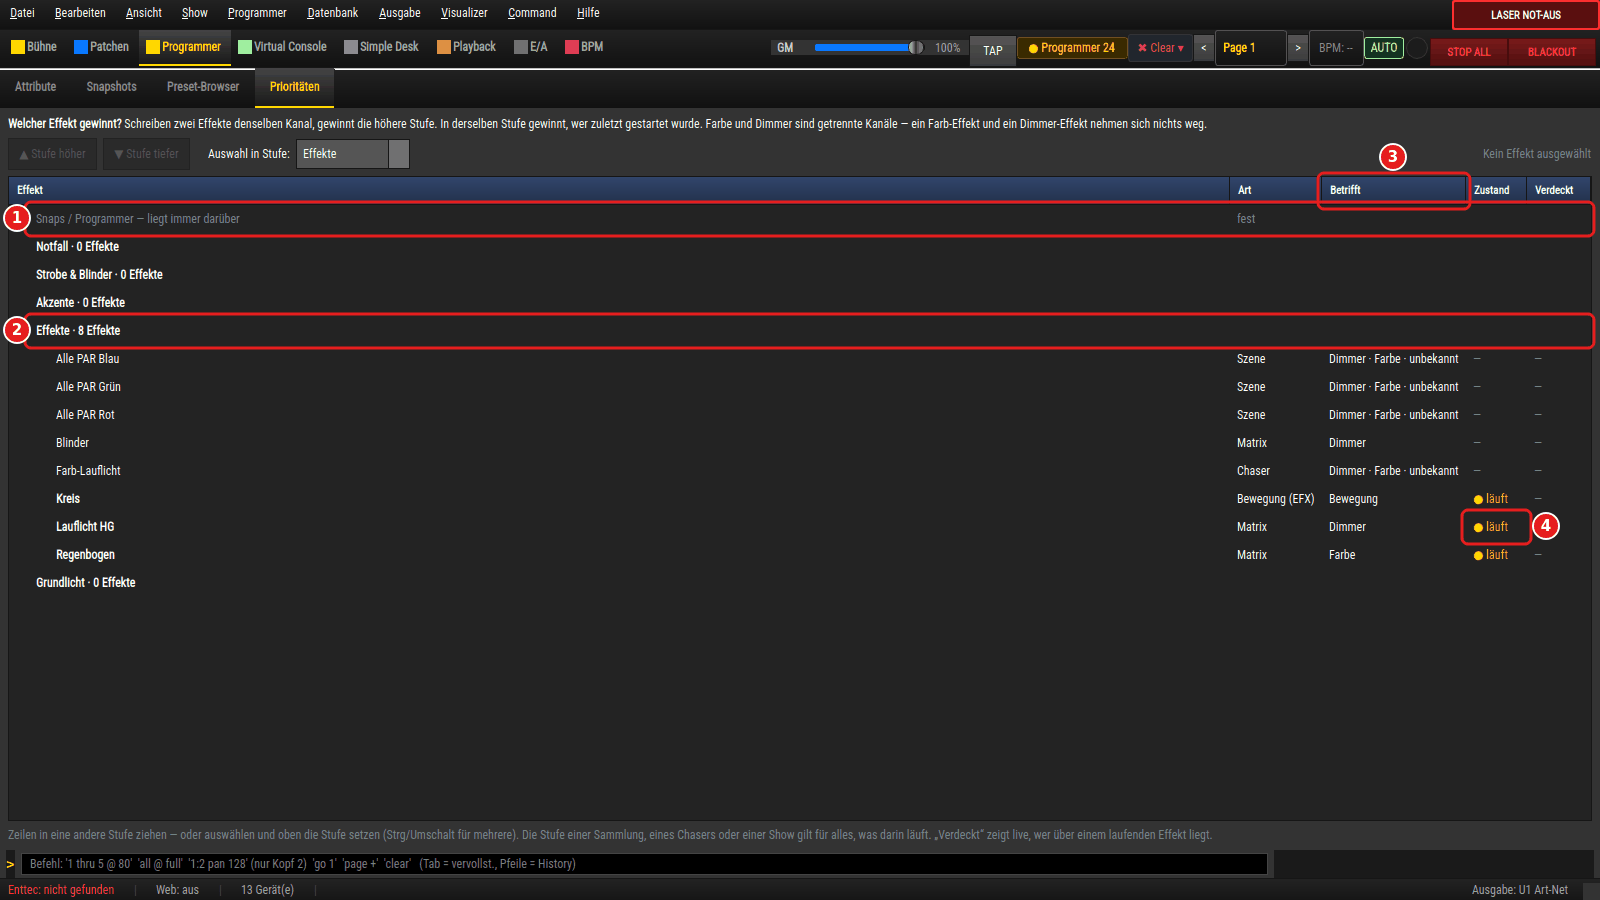 Datei Bearbeiten Ansicht Show Programmer Datenbank Ausgabe Visualizer Command Hilfe LASER NOT-AUS
Bühne Patchen Programmer Virtual Console Simple Desk Playback E/A BPM GM 100% TAP Programmer 24 ✖ Clear ▾ < Page 1 > BPM: -- AUTO STOP ALL BLACKOUT
Attribute Snapshots Preset-Browser Prioritäten
Welcher Effekt gewinnt? Schreiben zwei Effekte denselben Kanal, gewinnt die höhere Stufe. In derselben Stufe gewinnt, wer zuletzt gestartet wurde. Farbe und Dimmer sind getrennte Kanäle — ein Farb-Effekt und ein Dimmer-Effekt nehmen sich nichts weg.
▲ Stufe höher ▼ Stufe tiefer Auswahl in Stufe: Effekte Kein Effekt ausgewählt
3
Effekt Art Betrifft Zustand Verdeckt
1 Snaps / Programmer — liegt immer darüber fest
Notfall · 0 Effekte
Strobe & Blinder · 0 Effekte
Akzente · 0 Effekte
2 Effekte · 8 Effekte
Alle PAR Blau Szene Dimmer · Farbe · unbekannt — —
Alle PAR Grün Szene Dimmer · Farbe · unbekannt — —
Alle PAR Rot Szene Dimmer · Farbe · unbekannt — —
Blinder Matrix Dimmer — —
Farb-Lauflicht Chaser Dimmer · Farbe · unbekannt — —
Kreis Bewegung (EFX) Bewegung läuft —
Lauflicht HG Matrix Dimmer läuft 4
Regenbogen Matrix Farbe läuft —
Grundlicht · 0 Effekte
Zeilen in eine andere Stufe ziehen — oder auswählen und oben die Stufe setzen (Strg/Umschalt für mehrere). Die Stufe einer Sammlung, eines Chasers oder einer Show gilt für alles, was darin läuft. „Verdeckt“ zeigt live, wer über einem laufenden Effekt liegt.
> Befehl: '1 thru 5 @ 80' 'all @ full' '1:2 pan 128' (nur Kopf 2) 'go 1' 'page +' 'clear' (Tab = vervollst., Pfeile = History)
Enttec: nicht gefunden Web: aus 13 Gerät(e) Ausgabe: U1 Art-Net